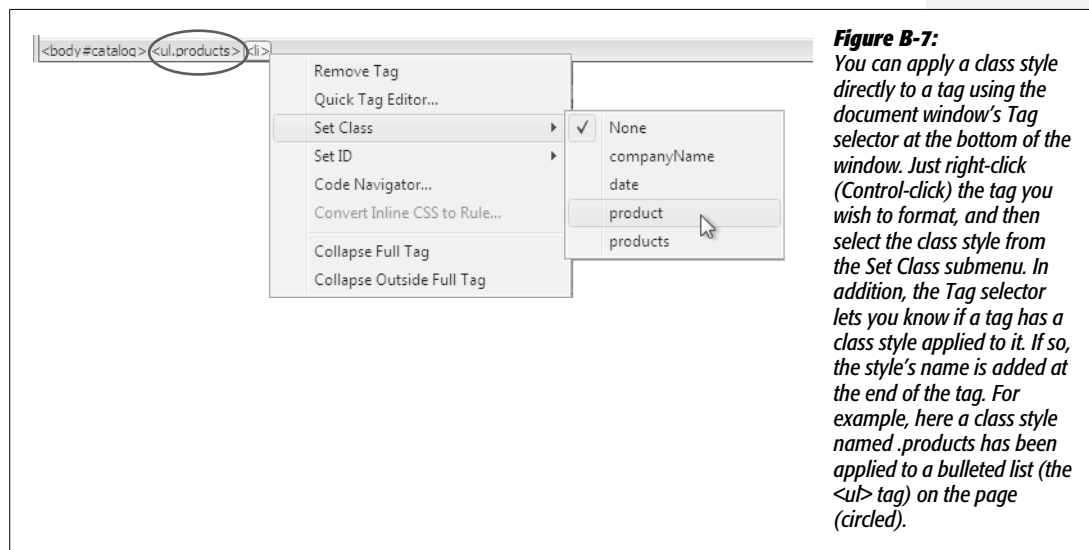 <body#catalog> <ul.products> <li>
Remove Tag
Quick Tag Editor...
Set Class
Set ID
Code Navigator...
Convert Inline CSS to Rule...
Collapse Full Tag
Collapse Outside Full Tag
None
companyName
date
product
products
Figure B-7:
You can apply a class style
directly to a tag using the
document window’s Tag
selector at the bottom of the
window. Just right-click
(Control-click) the tag you
wish to format, and then
select the class style from
the Set Class submenu. In
addition, the Tag selector
lets you know if a tag has a
class style applied to it. If so,
the style’s name is added at
the end of the tag. For
example, here a class style
named .products has been
applied to a bulleted list (the
<ul> tag) on the page
(circled).